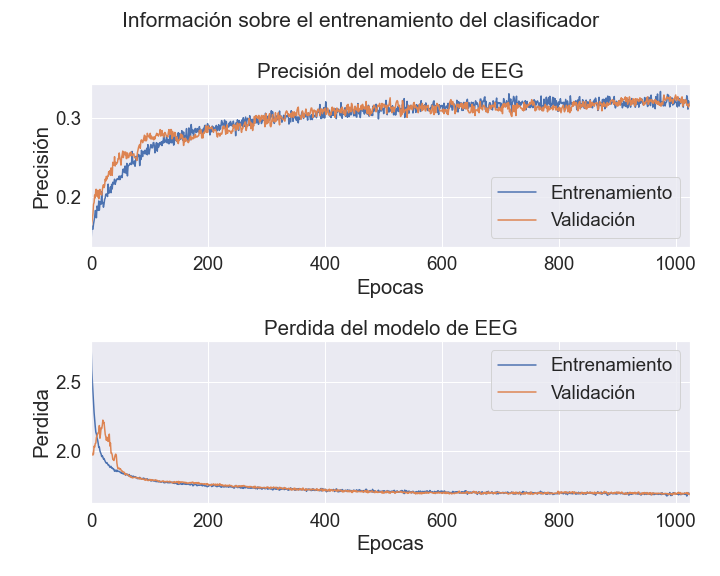 Información sobre el entrenamiento del clasificador
Precisión del modelo de EEG
0.3
0.2
Precisión
Entrenamiento
Validación
0 200 400 600 800 1000
Epocas
Perdida del modelo de EEG
2.5
2.0
Perdida
Entrenamiento
Validación
0 200 400 600 800 1000
Epocas